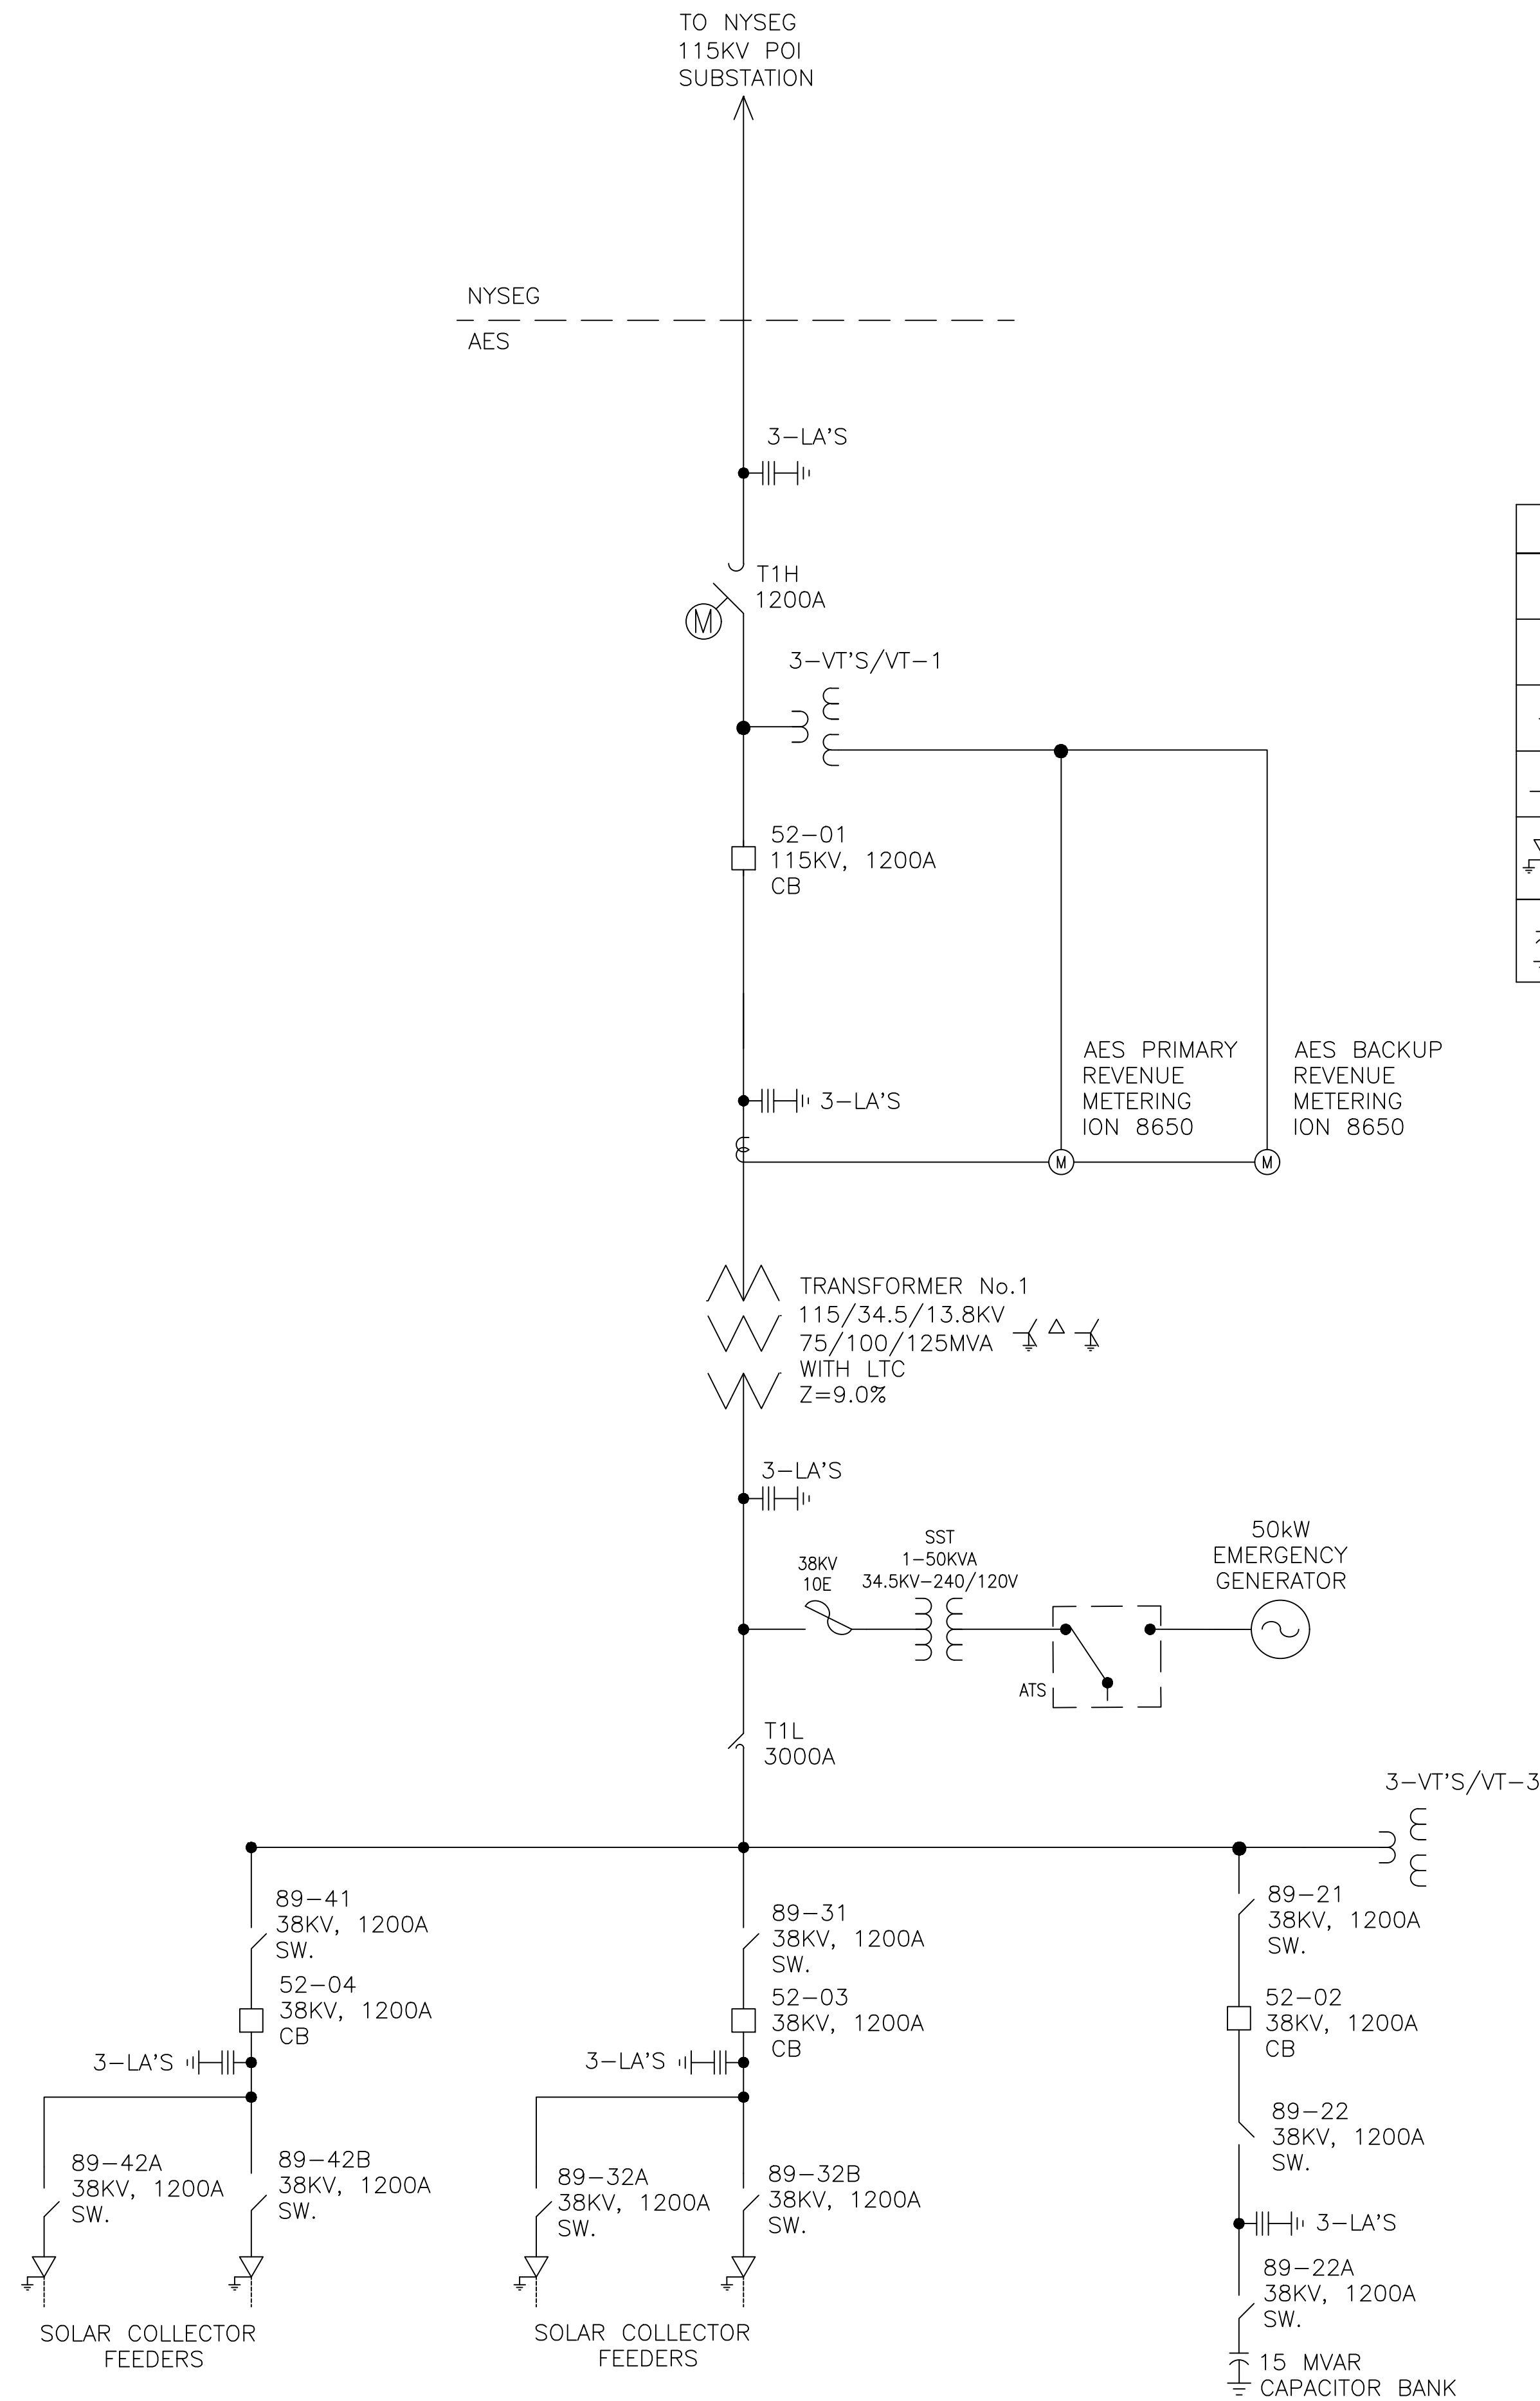 TO NYSEG
115KV POI
SUBSTATION
NYSEG
AES
3-LA'S
T1H
1200A
M
3-VT'S/VT-1
52-01
115KV, 1200A
CB
AES PRIMARY
REVENUE
METERING
ION 8650
AES BACKUP
REVENUE
METERING
ION 8650
3-LA'S
M
M
TRANSFORMER No.1
115/34.5/13.8KV
75/100/125MVA
WITH LTC
Z=9.0%
3-LA'S
38KV
10E
SST
1-50KVA
34.5KV-240/120V
50kW
EMERGENCY
GENERATOR
ATS
T1L
3000A
3-VT'S/VT-3
89-41
38KV, 1200A
SW.
52-04
38KV, 1200A
CB
3-LA'S
89-42A
38KV, 1200A
SW.
89-42B
38KV, 1200A
SW.
SOLAR COLLECTOR
FEEDERS
89-31
38KV, 1200A
SW.
52-03
38KV, 1200A
CB
3-LA'S
89-32A
38KV, 1200A
SW.
89-32B
38KV, 1200A
SW.
SOLAR COLLECTOR
FEEDERS
89-21
38KV, 1200A
SW.
52-02
38KV, 1200A
CB
89-22
38KV, 1200A
SW.
3-LA'S
89-22A
38KV, 1200A
SW.
15 MVAR
CAPACITOR BANK